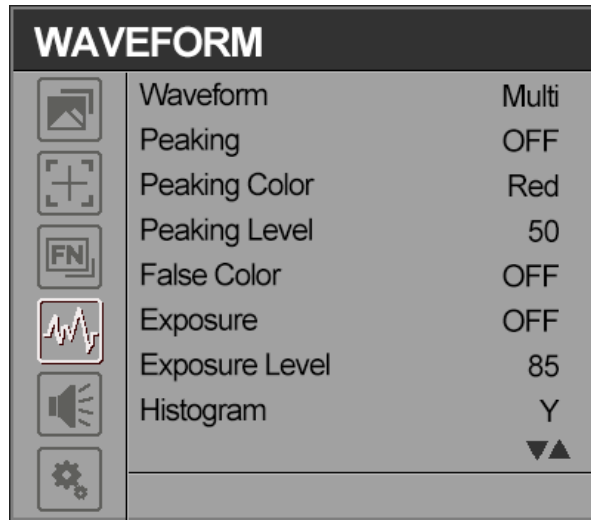 WAVEFORM
Waveform Multi
Peaking OFF
Peaking Color Red
Peaking Level 50
FN
False Color OFF
Exposure OFF
Exposure Level 85
Histogram Y
▼▲